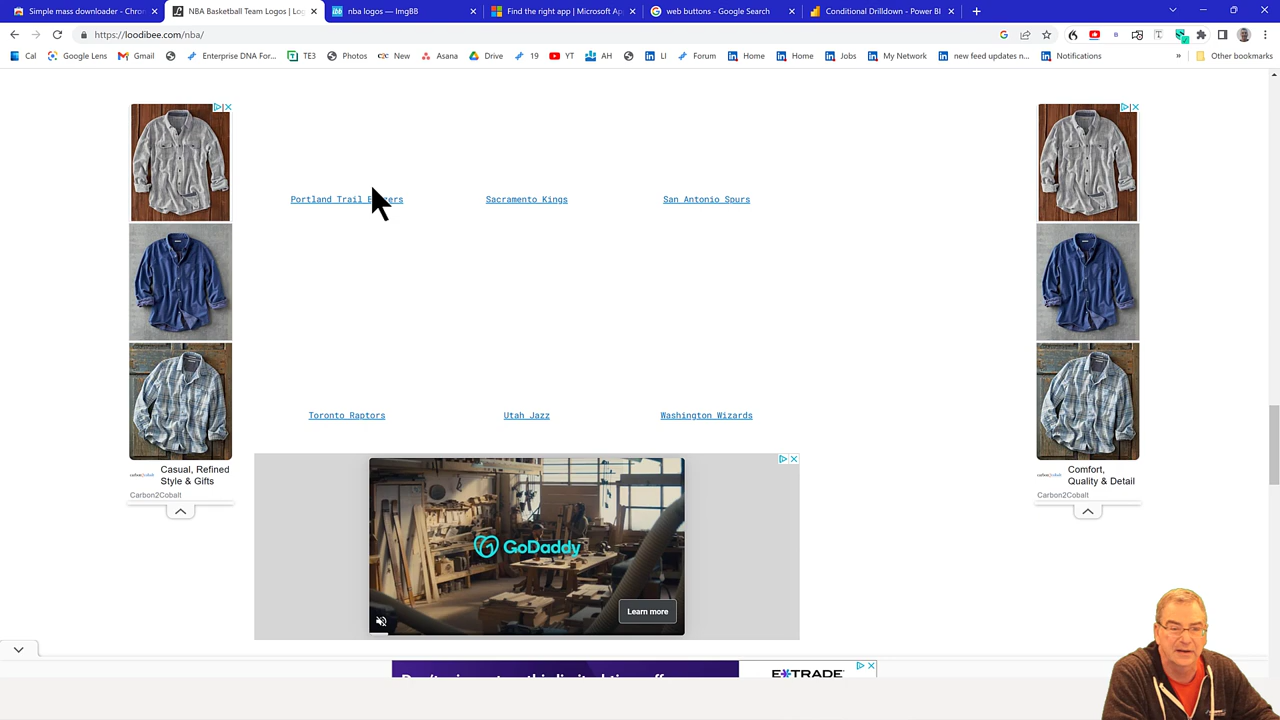 Simple mass downloader - Chrom
NBA Basketball Team Logos | Log
nba logos — ImgBB
Find the right app | Microsoft Ap
web buttons - Google Search
Conditional Drilldown - Power BI
https://loodibee.com/nba/
Cal
Google Lens
Gmail
Enterprise DNA For...
TE3
Photos
New
Asana
Drive
19
YT
AH
LI
Forum
Home
Home
Jobs
My Network
new feed updates n...
Notifications
»
Other bookmarks
Portland Trail
Sacramento Kings
San Antonio Spurs
Toronto Raptors
Utah Jazz
Washington Wizards
Casual, Refined
Style & Gifts
Carbon2Cobalt
Comfort,
Quality & Detail
Carbon2Cobalt
GoDaddy
Learn more
E*TRADE